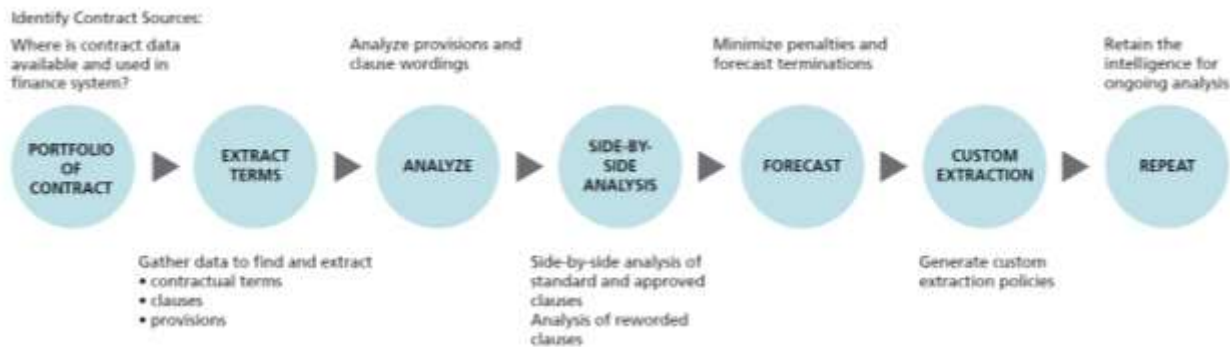 Identify Contract Sources:
Where is contract data
available and used in
finance system?
Analyze provisions and
clause wordings
Minimize penalties and
forecast terminations
Retain the
intelligence for
ongoing analysis
PORTFOLIO
OF
CONTRACT
EXTRACT
TERMS
ANALYZE
SIDE-BY-
SIDE
ANALYSIS
FORECAST
CUSTOM
EXTRACTION
REPEAT
Gather data to find and extract
• contractual terms
• clauses
• provisions
Side-by-side analysis of
standard and approved
clauses
Analysis of reworded
clauses
Generate custom
extraction policies